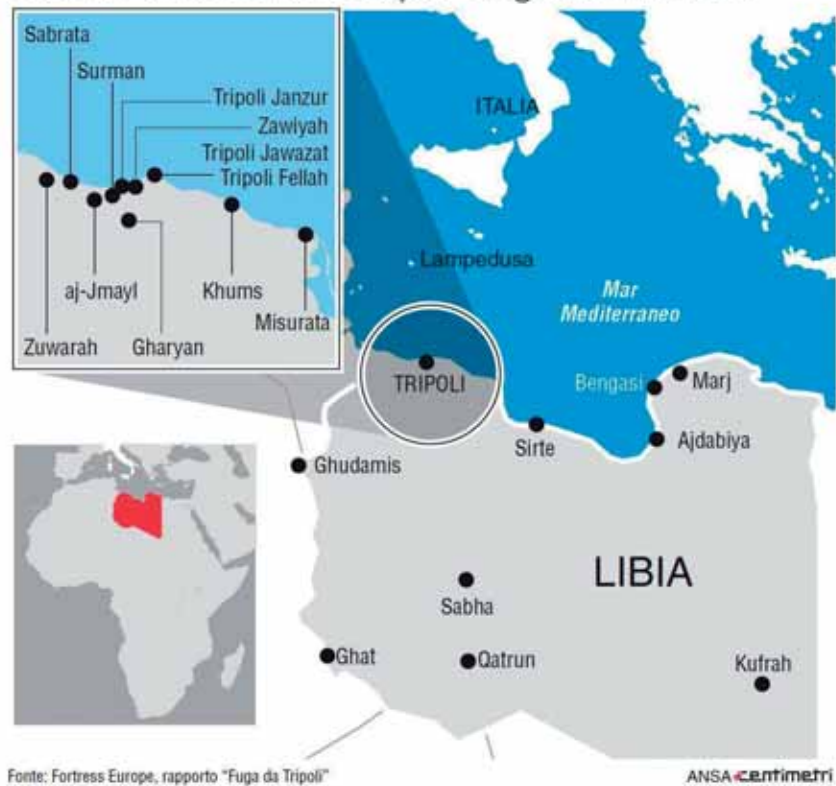 Sabrata
Surman
Tripoli Janzur
Zawiyah
Tripoli Jawazat
Tripoli Fellah
aj-Jmayl
Khums
Misurata
Zuwarah
Gharyan
ITALIA
Lampedusa
Mar
Mediterraneo
TRIPOLI
Bengasi
Marj
Sirte
Ajdabiya
Ghudamis
LIBIA
Sabha
Ghat
Qatrun
Kufrah
Fonte: Fortress Europe, rapporto "Fuga da Tripoli"
ANSA centimetri